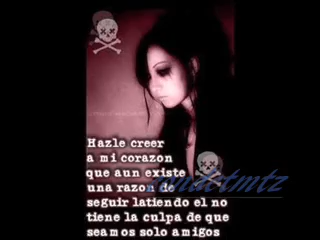 Hazle creer
a mi corazon
que aun existe
una razon de
seguir latiendo el no
tiene la culpa de que
seamos solo amigos